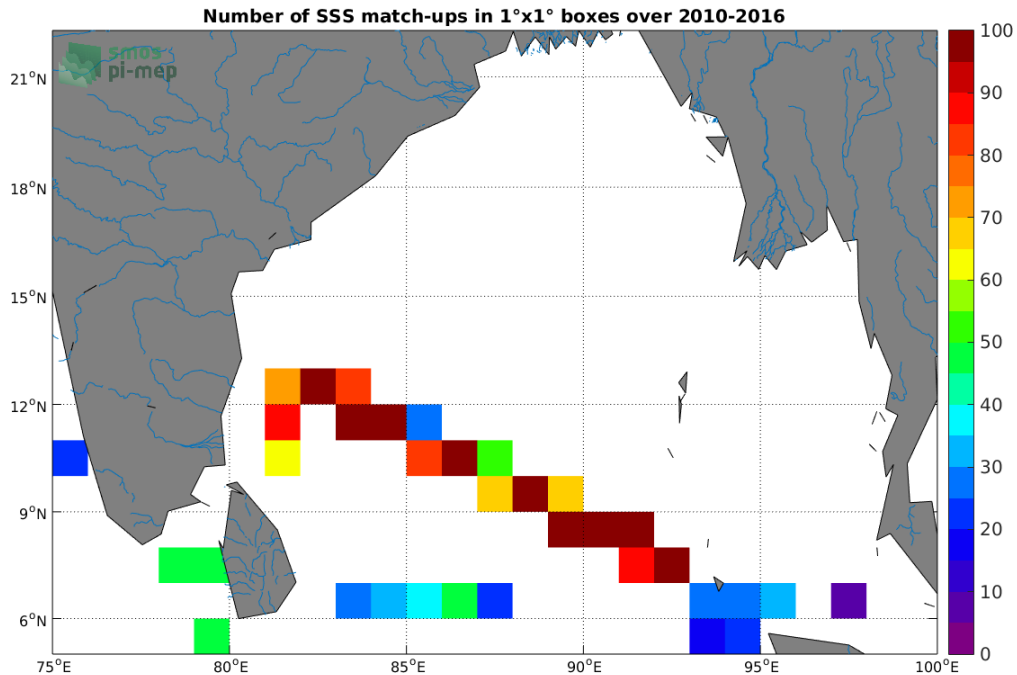 Number of SSS match-ups in 1°x1° boxes over 2010-2016
smos
pi-mep
21°N
18°N
15°N
12°N
9°N
6°N
75°E
80°E
85°E
90°E
95°E
100°E
100
90
80
70
60
50
40
30
20
10
0